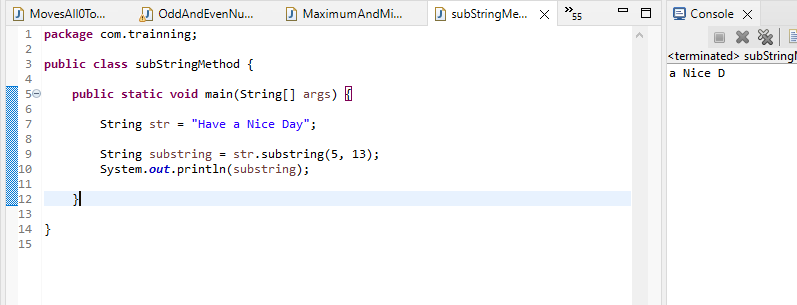 MovesAll0To... OddAndEvenNu... MaximumAndMi... subStringMe... »55
1 package com.trainning;
2
3 public class subStringMethod {
4
5 public static void main(String[] args) {
6
7 String str = "Have a Nice Day";
8
9 String substring = str.substring(5, 13);
10 System.out.println(substring);
11
12 }
13
14 }
15
Console
<terminated> subString
a Nice D